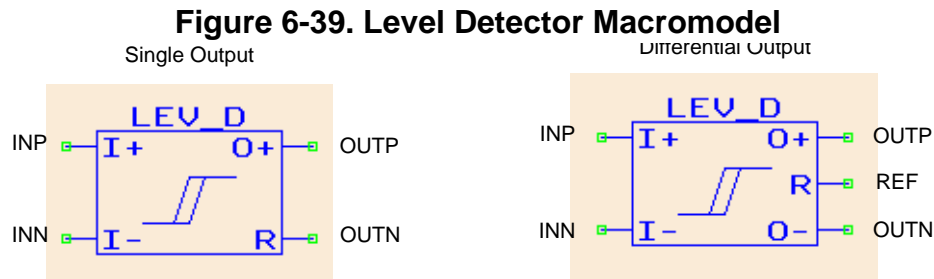 Figure 6-39. Level Detector Macromodel
Single Output
Differential Output
LEV_D
INP I+ O+ OUTP
INN I- R OUTN
LEV_D
INP I+ O+ OUTP
R REF
INN I- O- OUTN